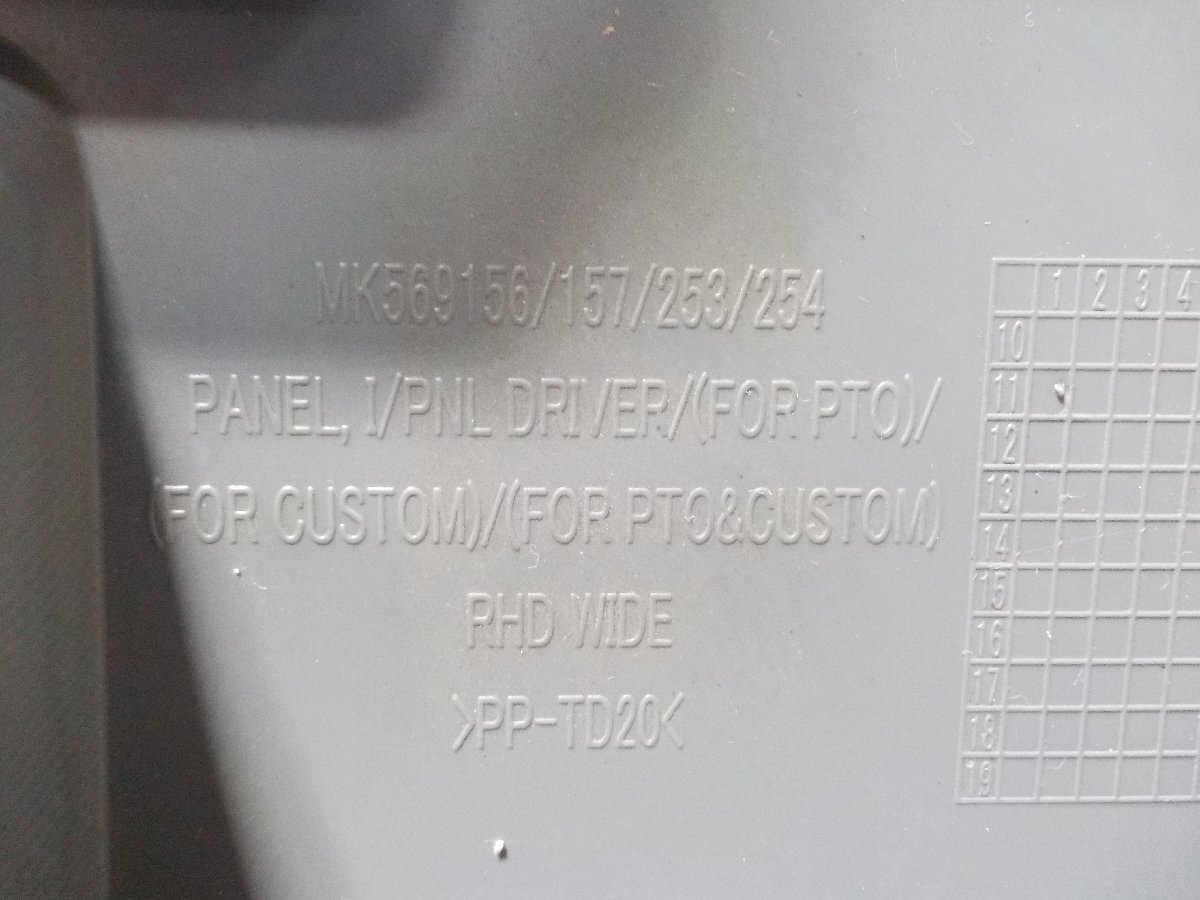 MK569156/157/253/254
PANEL, I/PNL DRIVER/(FOR PTO)/
(FOR CUSTOM)/(FOR PTO&CUSTOM)
RHD WIDE
>PP-TD20<
1 2 3 4
10
11
12
13
14
15
16
17
18
19